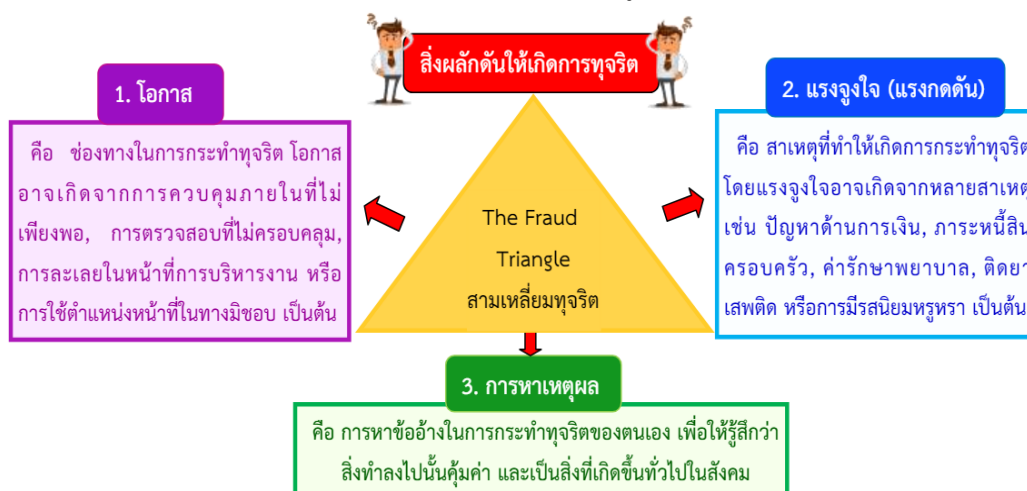 สิ่งผลักดันให้เกิดการทุจริต
1. โอกาส
คือ ช่องทางในการกระทำทุจริต โอกาส
อาจเกิดจากการควบคุมภายในที่ไม่
เพียงพอ, การตรวจสอบที่ไม่ครอบคลุม,
การละเลยในหน้าที่การบริหารงาน หรือ
การใช้ตำแหน่งหน้าที่ในทางมิชอบ เป็นต้น
2. แรงจูงใจ (แรงกดดัน)
คือ สาเหตุที่ทำให้เกิดการกระทำทุจริต
โดยแรงจูงใจอาจเกิดจากหลายสาเหตุ
เช่น ปัญหาด้านการเงิน, ภาระหนี้สิน
ครอบครัว, ค่ารักษาพยาบาล, ติดยา
เสพติด หรือการมีรสนิยมหรูหรา เป็นต้น
The Fraud
Triangle
สามเหลี่ยมทุจริต
3. การหาเหตุผล
คือ การหาข้ออ้างในการกระทำทุจริตของตนเอง เพื่อให้รู้สึกว่า
สิ่งทำลงไปนั้นคุ้มค่า และเป็นสิ่งที่เกิดขึ้นทั่วไปในสังคม